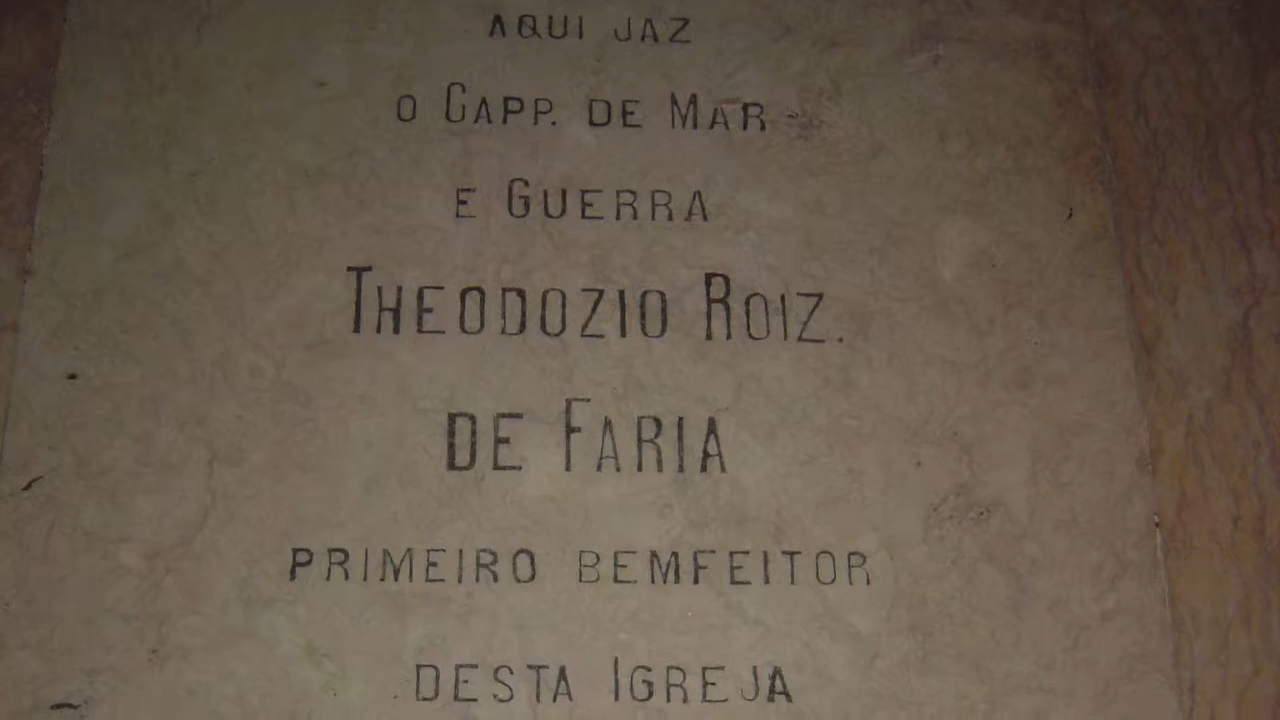 AQUI JAZ
O CAPP. DE MAR
E GUERRA
THEODOZIO ROIZ.
DE FARIA
PRIMEIRO BEMFEITOR
DESTA IGREJA